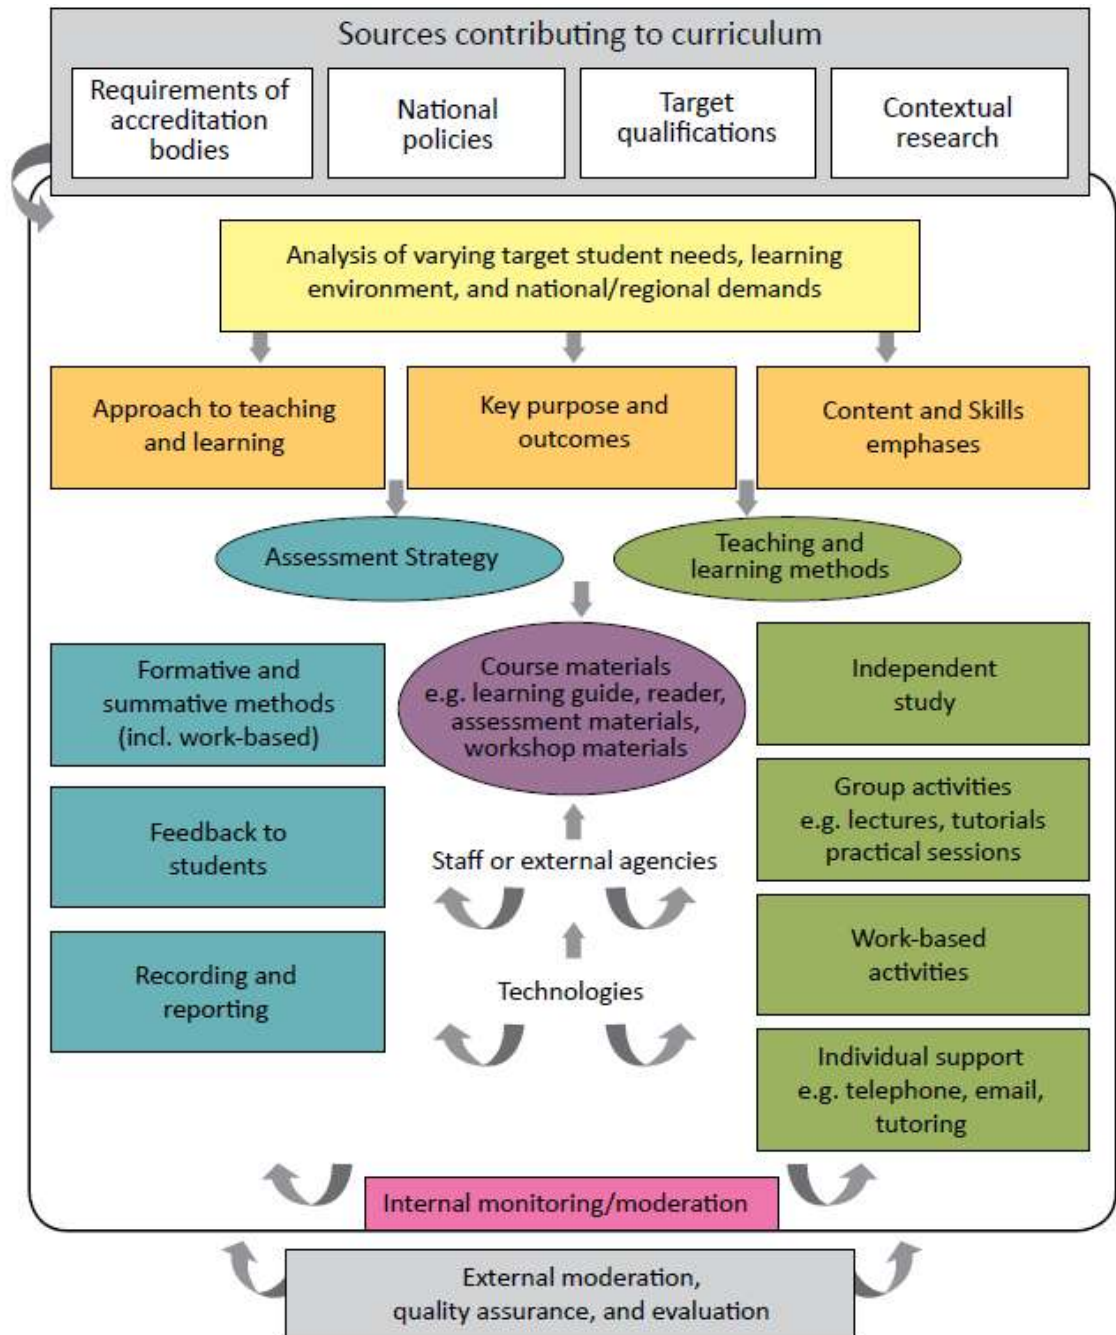 Sources contributing to curriculum
Requirements of
accreditation
bodies
National
policies
Target
qualifications
Contextual
research
Analysis of varying target student needs, learning
environment, and national/regional demands
Approach to teaching
and learning
Key purpose and
outcomes
Content and Skills
emphases
Assessment Strategy
Teaching and
learning methods
Formative and
summative methods
(incl. work-based)
Feedback to
students
Recording and
reporting
Course materials
e.g. learning guide, reader,
assessment materials,
workshop materials
Staff or external agencies
Technologies
Independent
study
Group activities
e.g. lectures, tutorials
practical sessions
Work-based
activities
Individual support
e.g. telephone, email,
tutoring
Internal monitoring/moderation
External moderation,
quality assurance, and evaluation